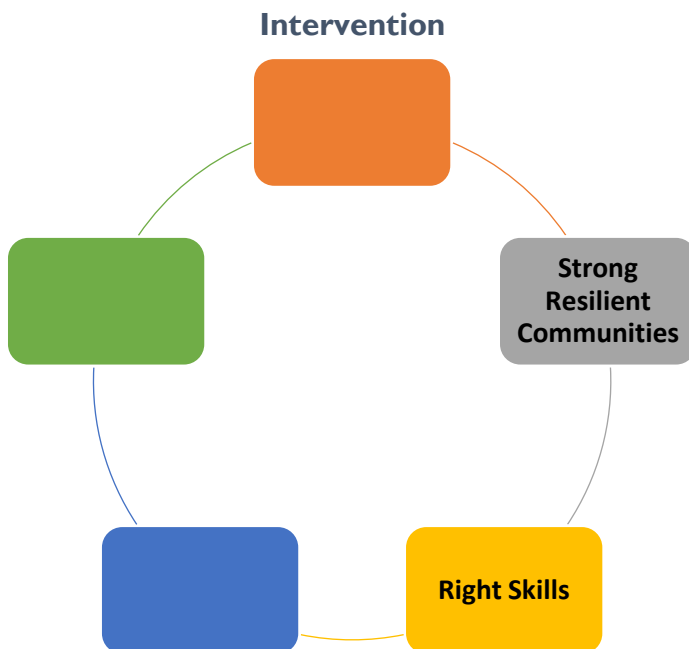 Intervention
Strong
Resilient
Communities
Right Skills